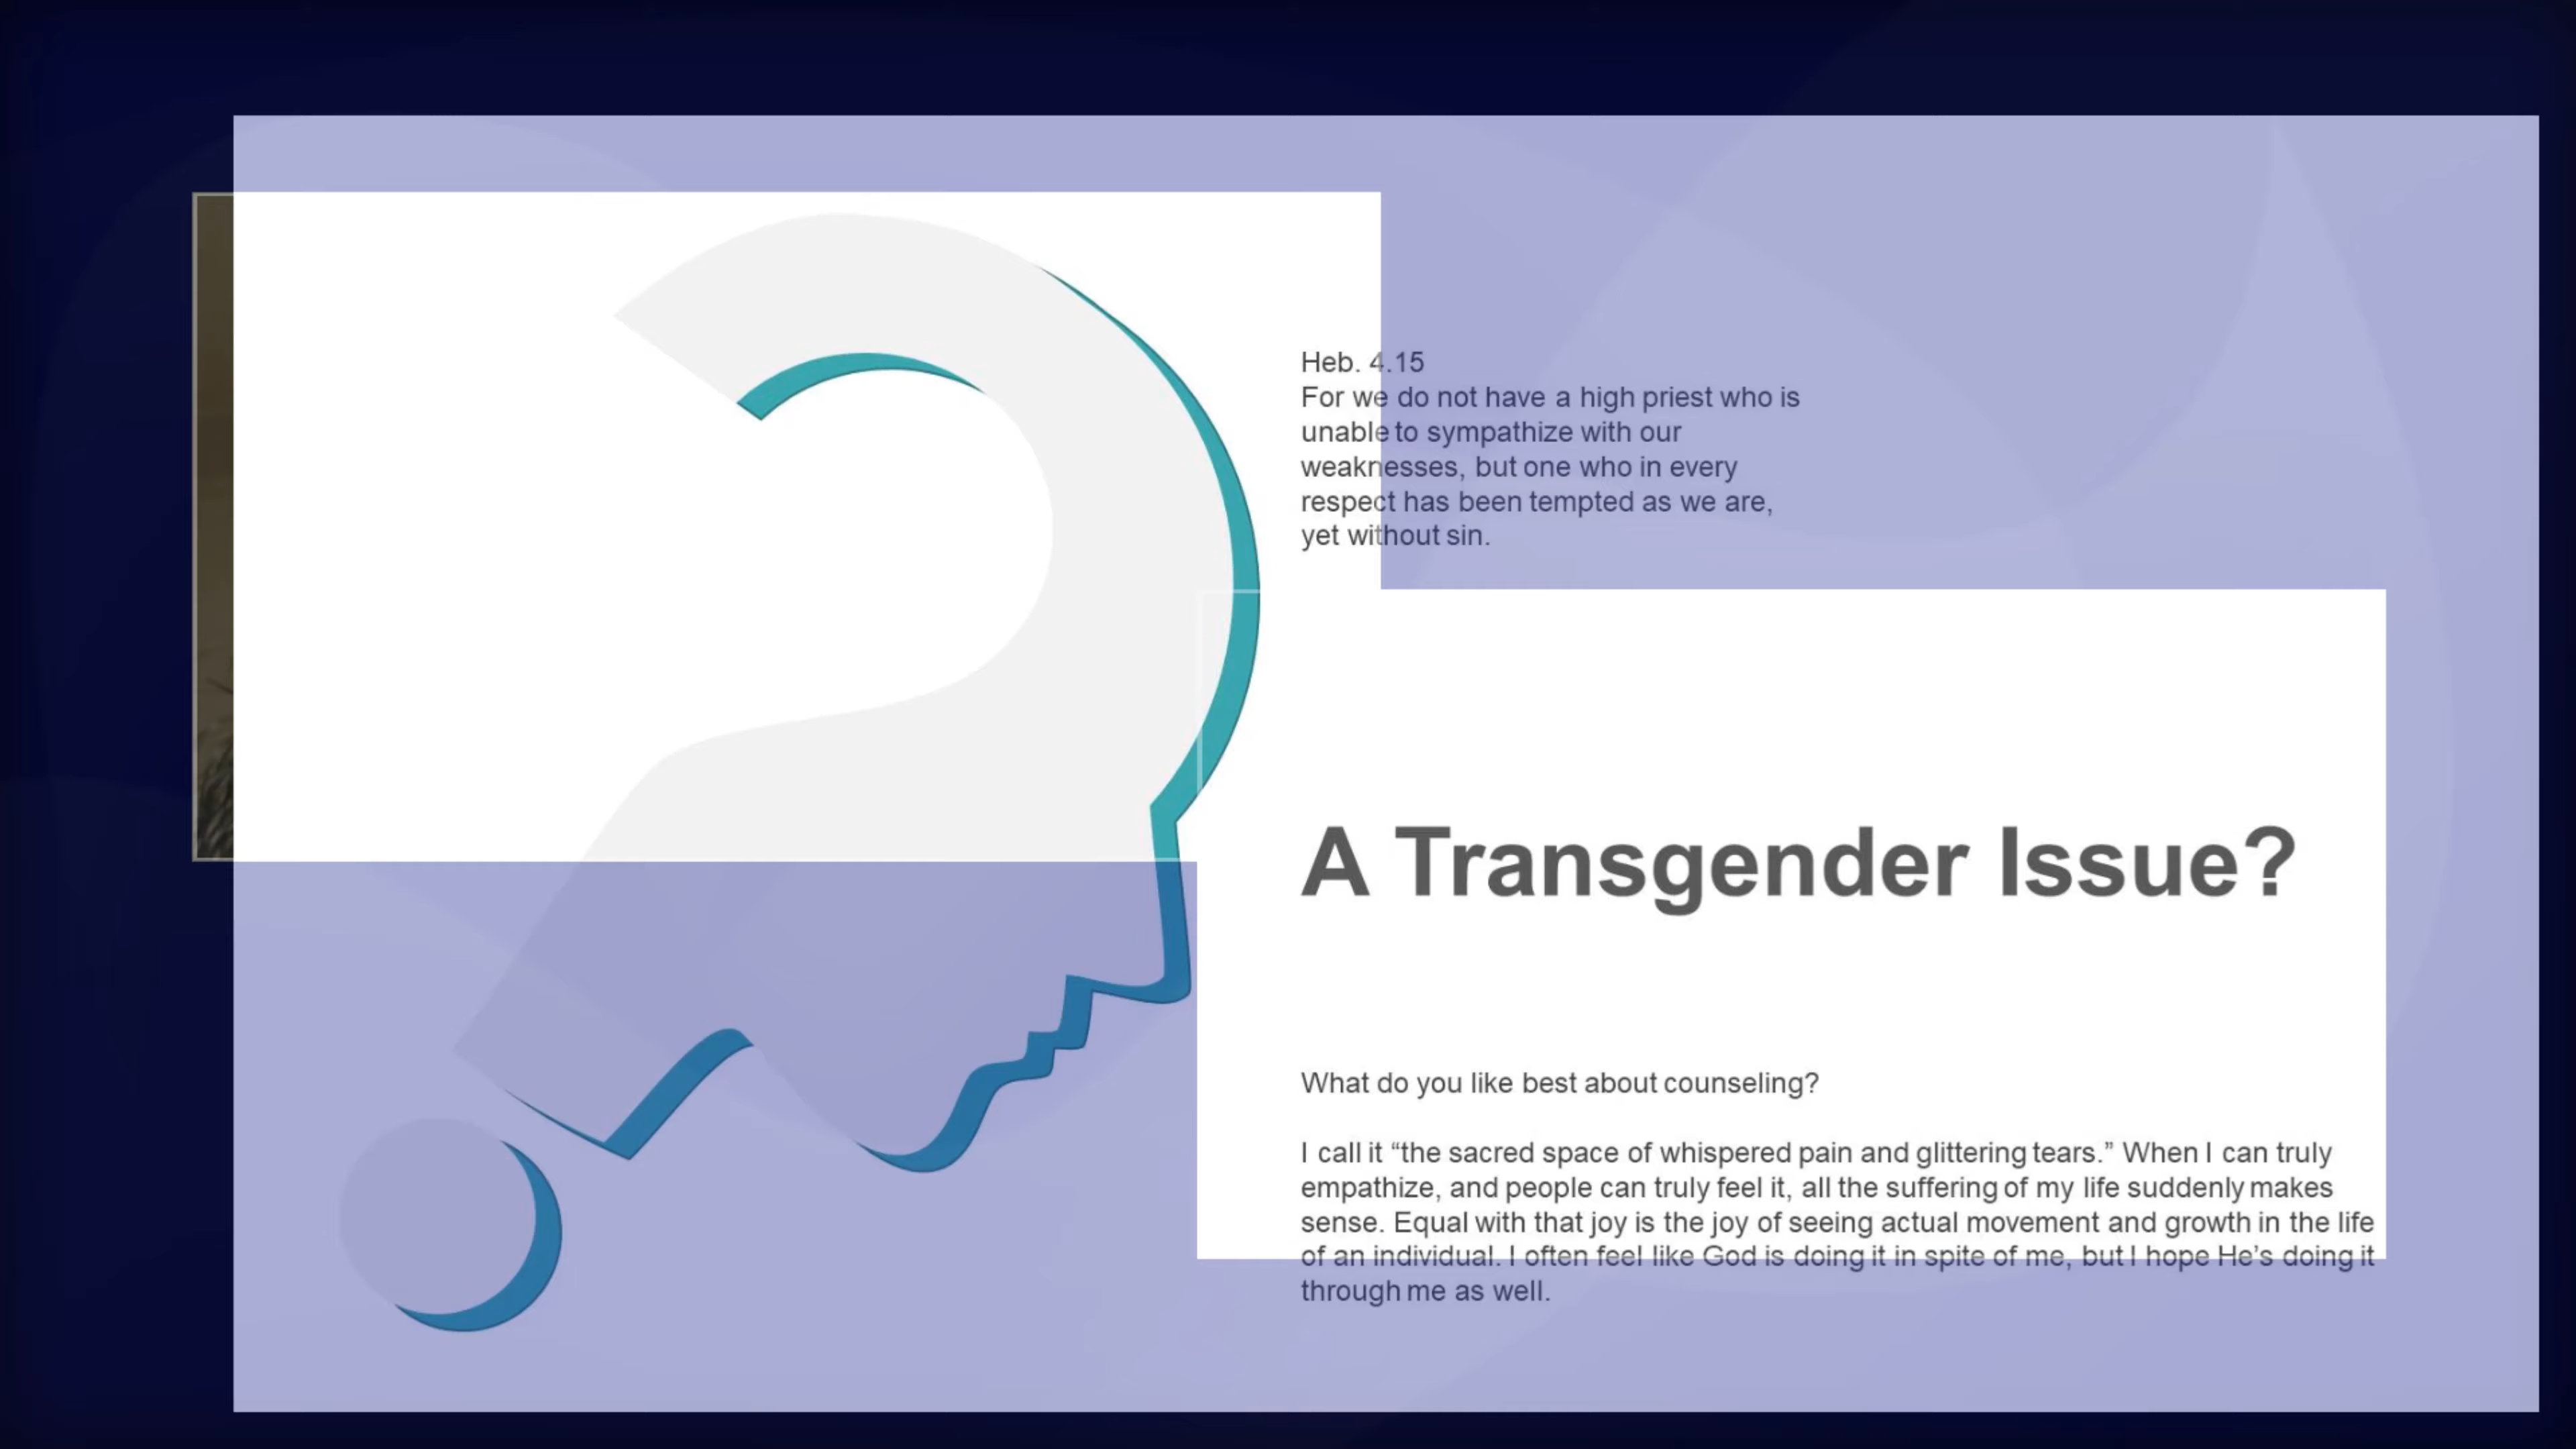 Heb. 4.15
For we do not have a high priest who is
unable to sympathize with our
weaknesses, but one who in every
respect has been tempted as we are,
yet without sin.
A Transgender Issue?
What do you like best about counseling?
I call it “the sacred space of whispered pain and glittering tears.” When I can truly
empathize, and people can truly feel it, all the suffering of my life suddenly makes
sense. Equal with that joy is the joy of seeing actual movement and growth in the life
of an individual. I often feel like God is doing it in spite of me, but I hope He’s doing it
through me as well.